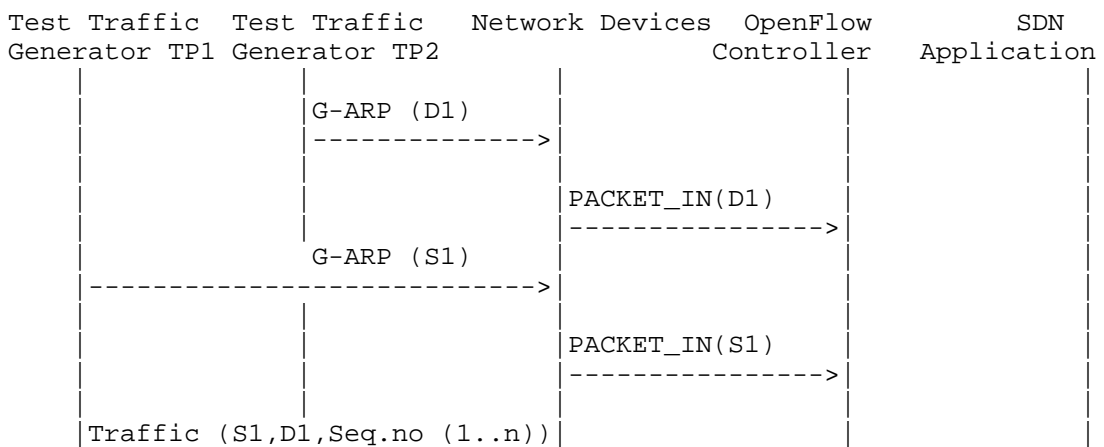 Test Traffic Test Traffic Network Devices OpenFlow SDN
Generator TP1 Generator TP2 Controller Application
G-ARP (D1)
PACKET_IN(D1)
G-ARP (S1)
PACKET_IN(S1)
Traffic (S1,D1,Seq.no (1..n))